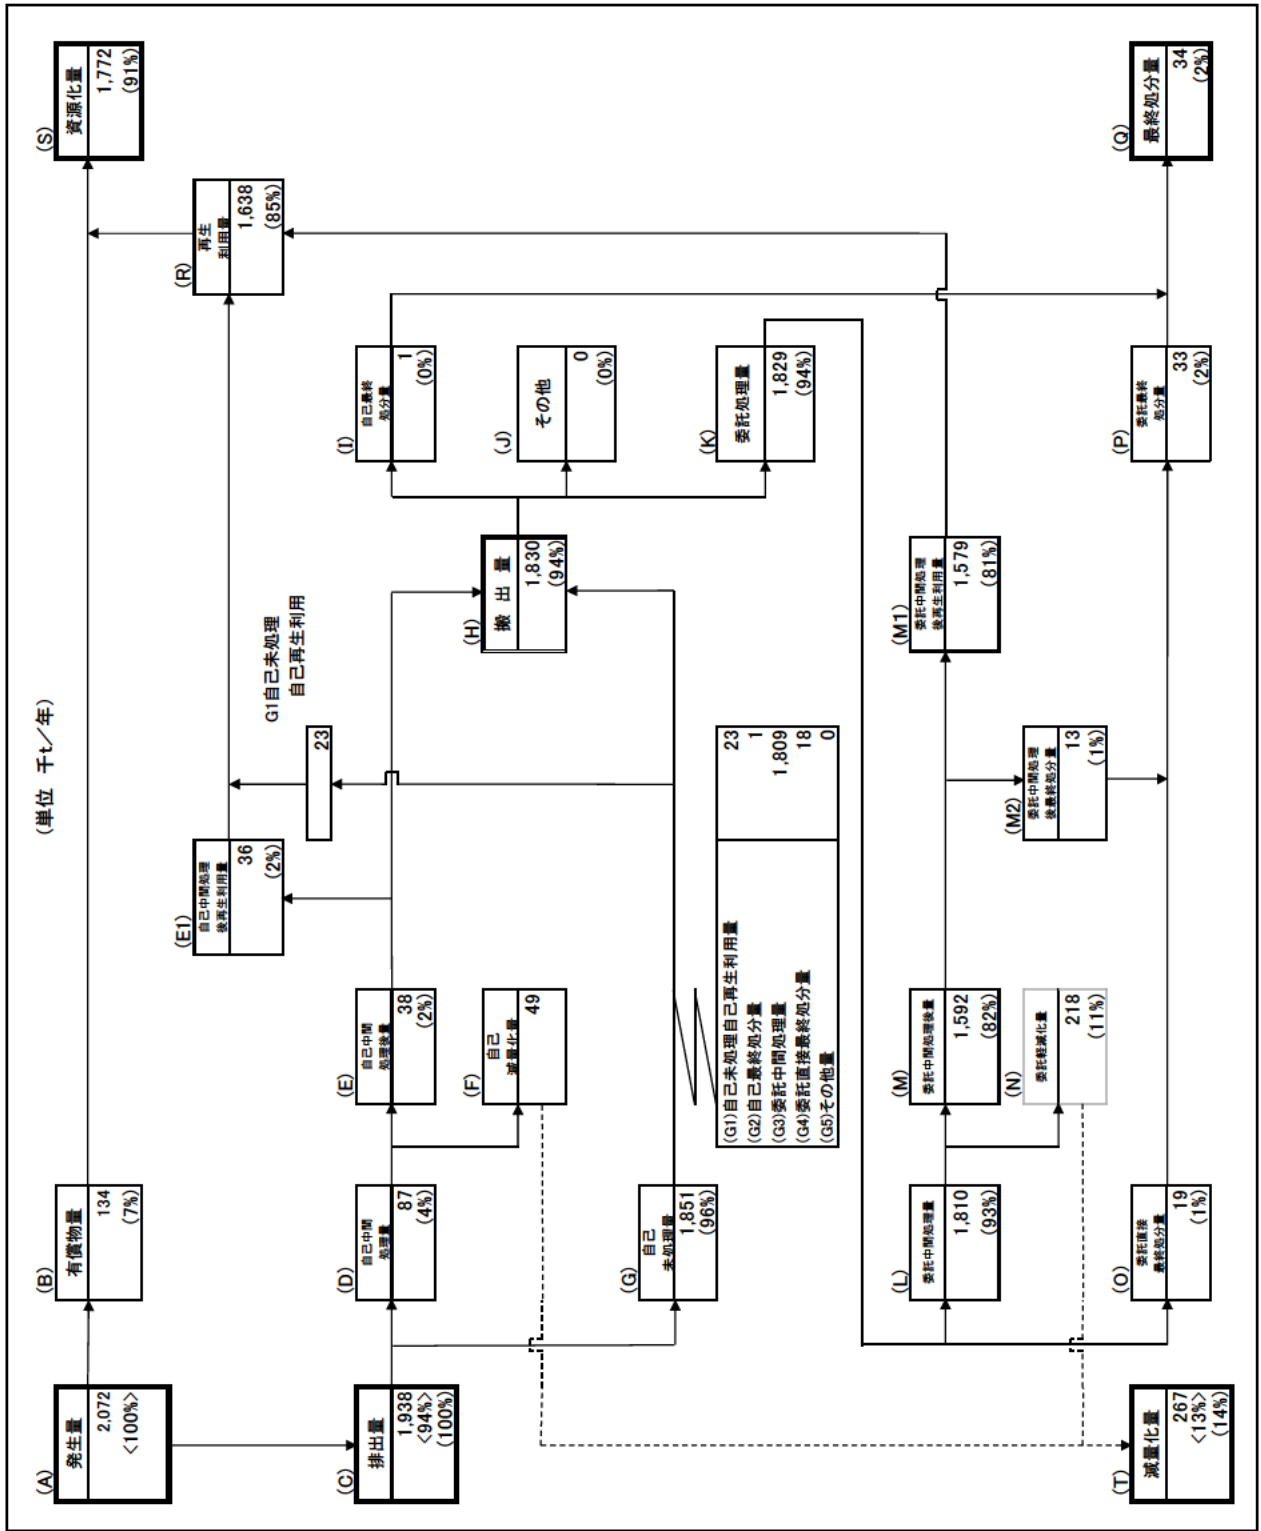 (単位 千t／年)
(A)
発生量
2,072
<100%>
(B)
有償物量
134
(7%)
(S)
資源化量
1,772
(91%)
(R)
再生
利用量
1,638
(85%)
(E1)
自己中間処理
後再生利用量
36
(2%)
G1自己未処理
自己再生利用
23
(C)
排出量
1,938
<94%>
(100%)
(D)
自己中間
処理量
87
(4%)
(E)
自己中間
処理後量
38
(2%)
(F)
自己
減量化量
49
(G)
自己
未処理量
1,851
(96%)
(H)
搬出量
1,830
(94%)
(I)
自己最終
処分量
1
(0%)
(J)
その他
0
(0%)
(K)
委託処理量
1,829
(94%)
(G1)自己未処理自己再生利用量 23
(G2)自己最終処分量 1
(G3)委託中間処理量 1,809
(G4)委託直接最終処分量 18
(G5)その他量 0
(L)
委託中間処理量
1,810
(93%)
(M)
委託中間処理後量
1,592
(82%)
(N)
委託軽減化量
218
(11%)
(M1)
委託中間処理
後再生利用量
1,579
(81%)
(M2)
委託中間処理
後最終処分量
13
(1%)
(O)
委託直接
最終処分量
19
(1%)
(P)
委託最終
処分量
33
(2%)
(Q)
最終処分量
34
(2%)
(T)
減量化量
267
<13%>
(14%)